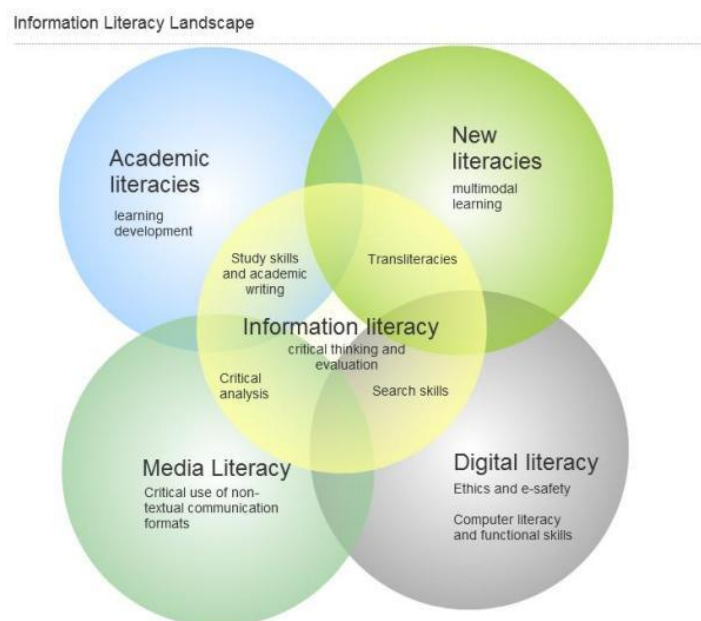 Information Literacy Landscape
Academic
literacies
learning
development
New
literacies
multimodal
learning
Study skills
and academic
writing
Transliteracies
Information literacy
critical thinking and
evaluation
Critical
analysis
Search skills
Media Literacy
Critical use of non-
textual communication
formats
Digital literacy
Ethics and e-safety
Computer literacy
and functional skills